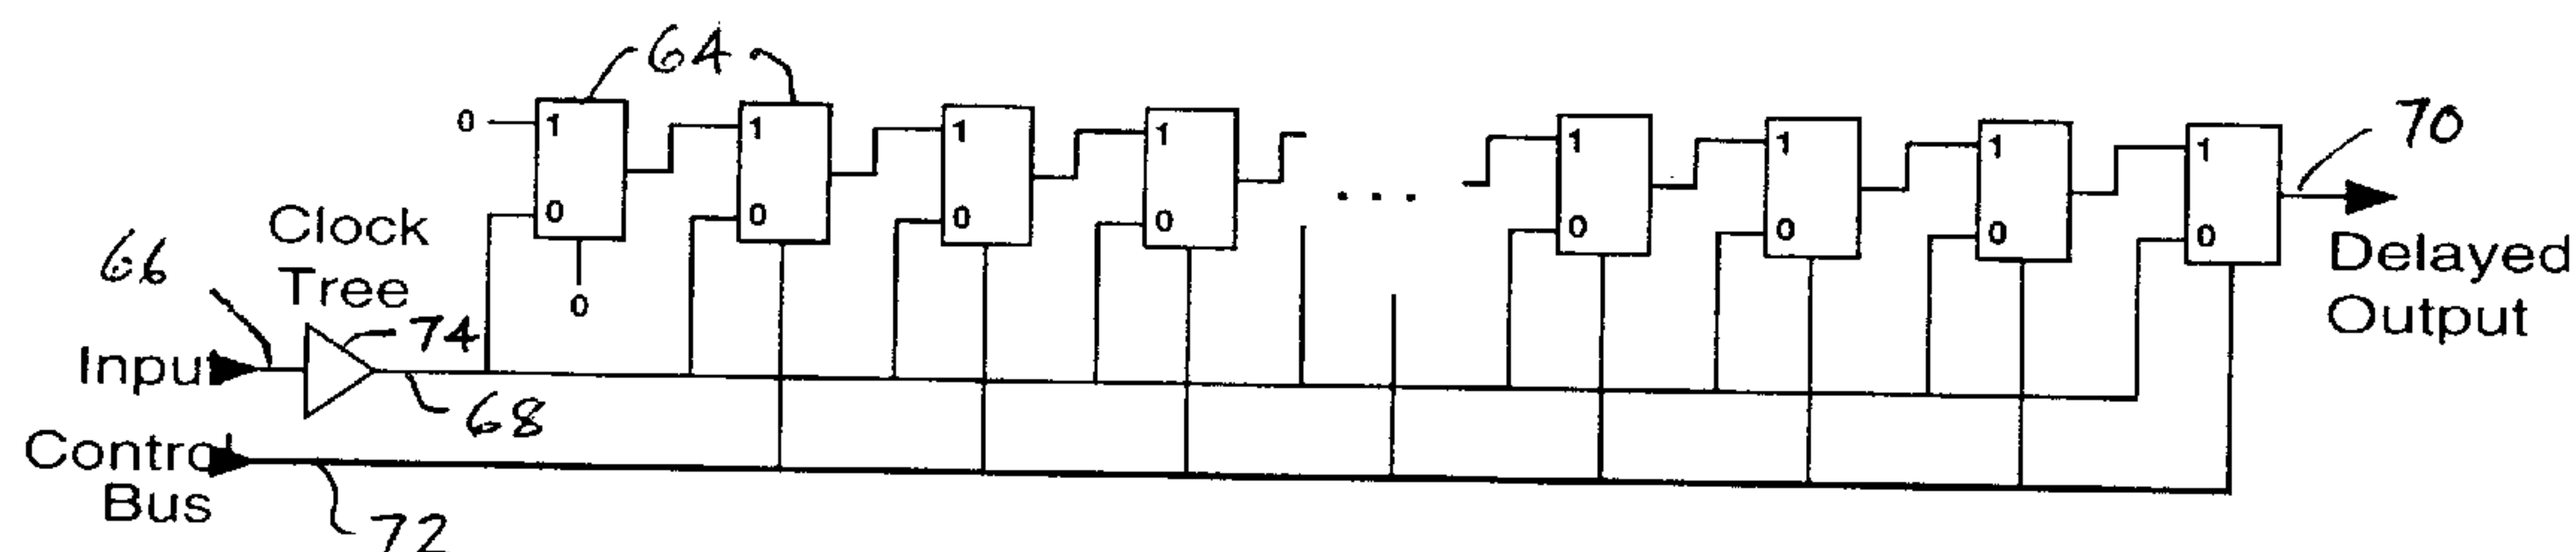 64
0 1 1 1 1 1 1 1 1
70
0 0 0 0 0 0 0 0
Clock
Tree
66
0
Delayed
Output
74
Input
68
Control
Bus
72
. . .